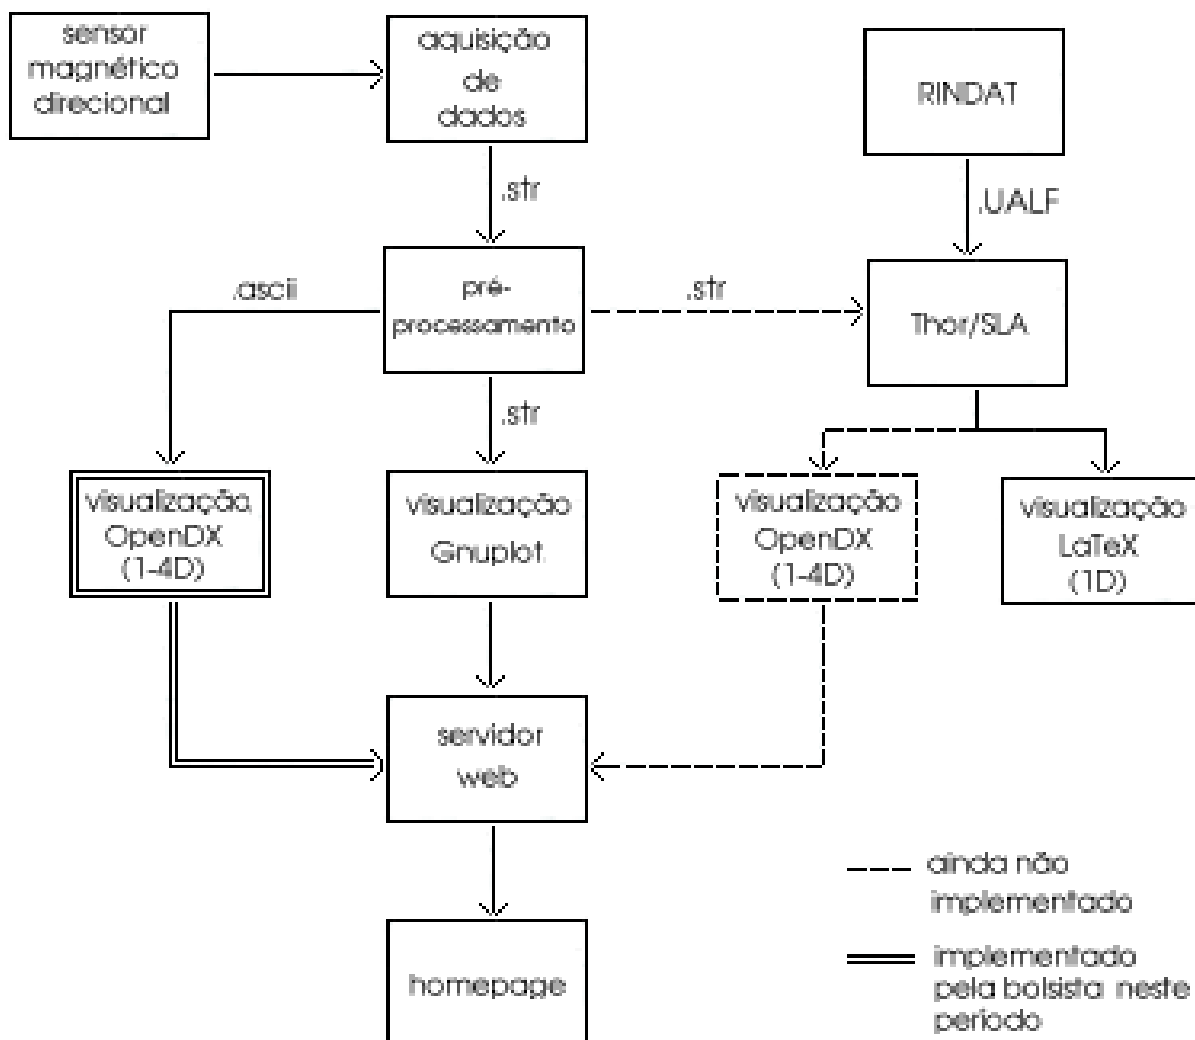 sensor
magnético
direcional
aquisição
de
dados
RINDAT
.str
.UALF
.ascii
pré-
processamento
.str
Thor/SLA
.str
visualização
OpenDX
(1-4D)
visualização
Gnuplot
visualização
OpenDX
(1-4D)
visualização
LaTeX
(1D)
servidor
web
homepage
ainda não
implementado
implementado
pela bolsista neste
período